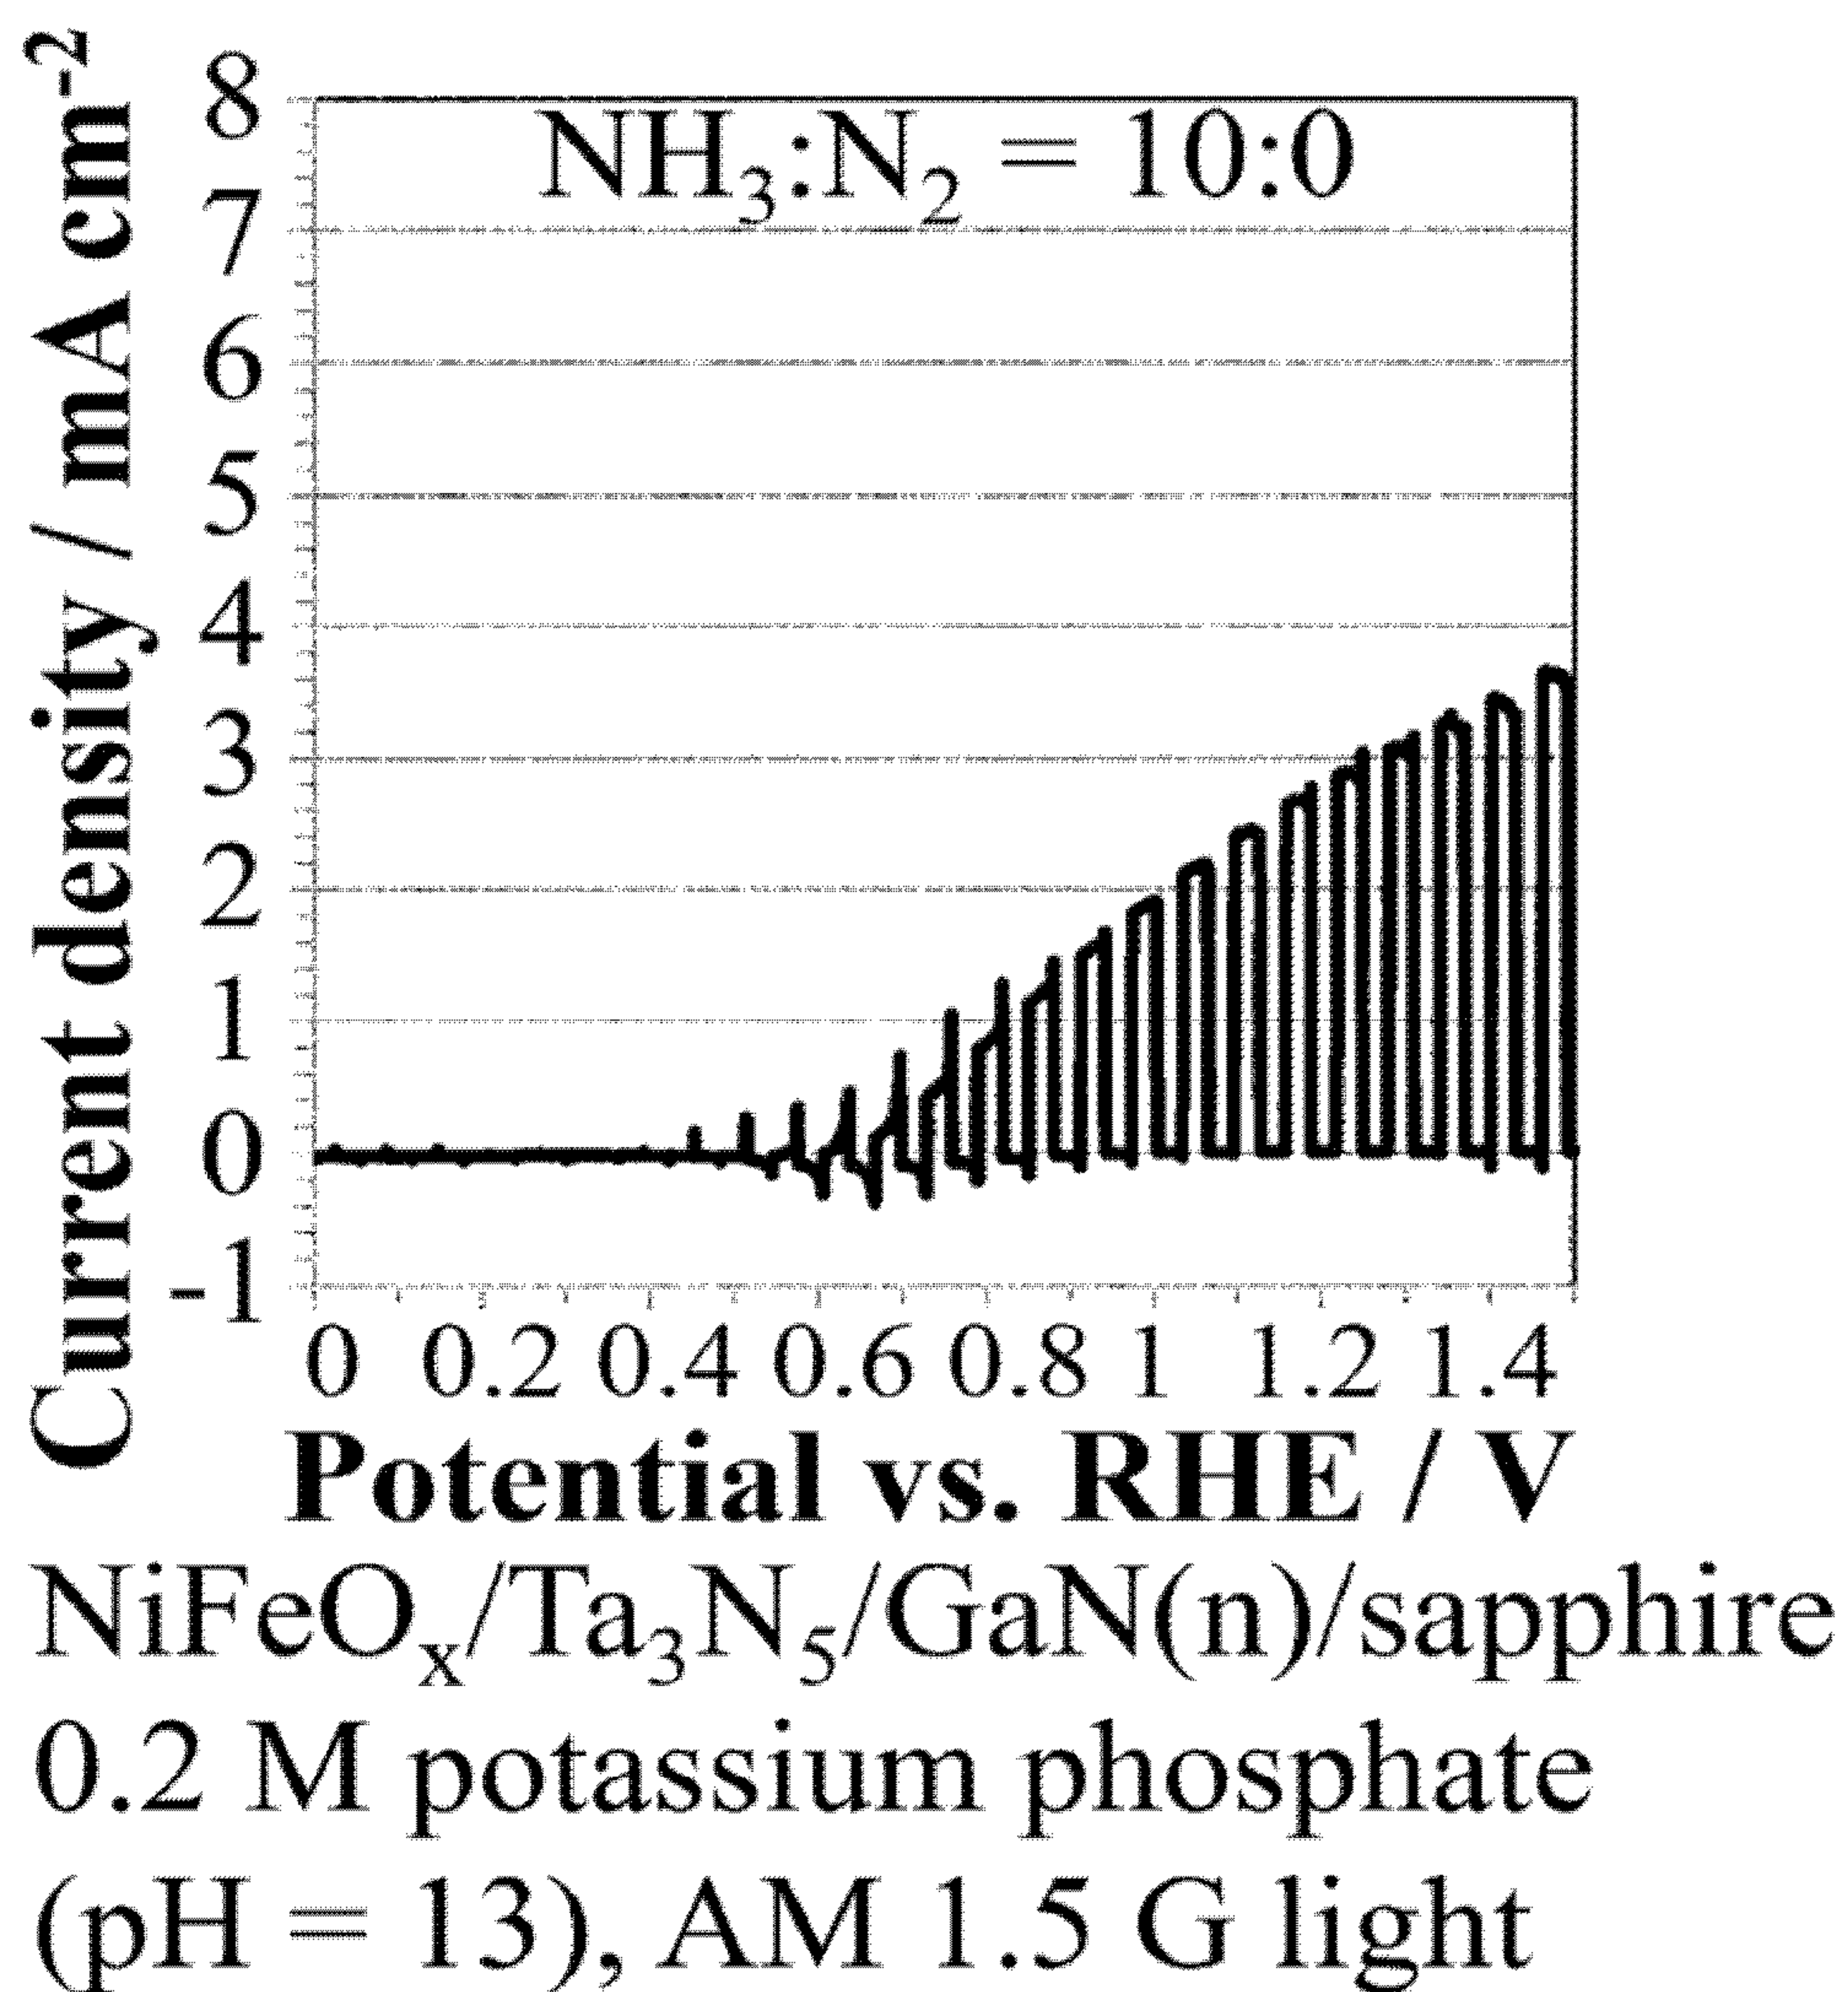 Current density / mA cm⁻²
8
7
6
5
4
3
2
1
0
-1
NH₃:N₂ = 10:0
0 0.2 0.4 0.6 0.8 1 1.2 1.4
Potential vs. RHE / V
NiFeOₓ/Ta₃N₅/GaN(n)/sapphire
0.2 M potassium phosphate
(pH = 13), AM 1.5 G light